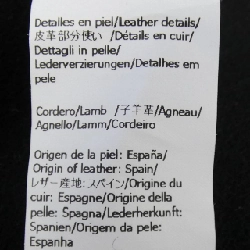 Detalles en piel/Leather details/
皮革部分使い /Détails en cuir/
Dettagli in pelle/
Lederverzierungen/Detalhes em
pele
Cordero/Lamb /子羊革/Agneau/
Agnello/Lamm/Cordeiro
Origen de la piel: España/
Origin of leather: Spain/
レザー産地: スペイン/Origine du
cuir: Espagne/Origine della
pelle: Spagna/Lederherkunft:
Spanien/Origem da pele:
Espanha